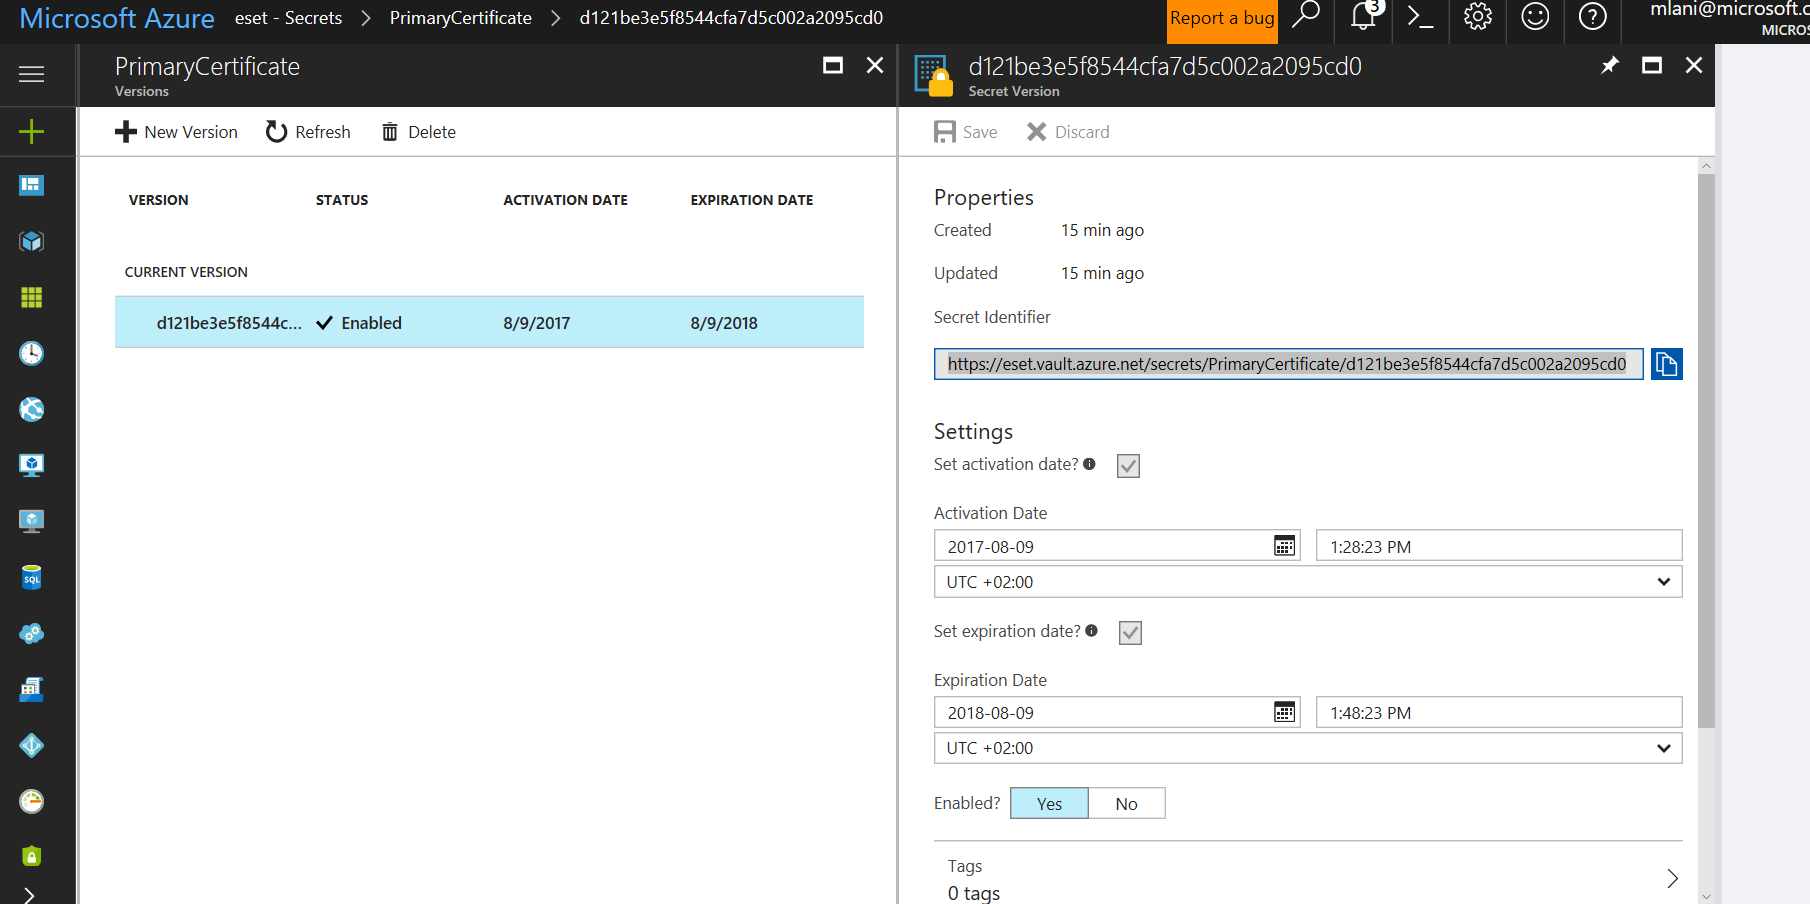 Microsoft Azure eset - Secrets > PrimaryCertificate > d121be3e5f8544cfa7d5c002a2095cd0
Report a bug
3
mlani@microsoft.c
MICROS
PrimaryCertificate
Versions
New Version Refresh Delete
VERSION STATUS ACTIVATION DATE EXPIRATION DATE
CURRENT VERSION
d121be3e5f8544c... Enabled 8/9/2017 8/9/2018
d121be3e5f8544cfa7d5c002a2095cd0
Secret Version
Save Discard
Properties
Created 15 min ago
Updated 15 min ago
Secret Identifier
https://eset.vault.azure.net/secrets/PrimaryCertificate/d121be3e5f8544cfa7d5c002a2095cd0
Settings
Set activation date?
Activation Date
2017-08-09 1:28:23 PM
UTC +02:00
Set expiration date?
Expiration Date
2018-08-09 1:48:23 PM
UTC +02:00
Enabled? Yes No
Tags
0 tags
SQL